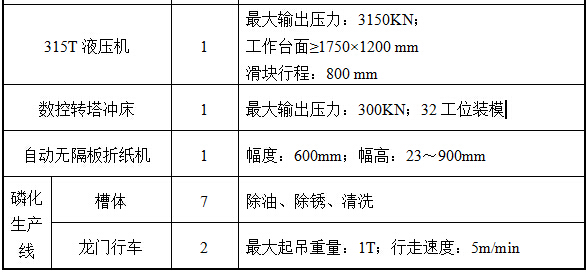 315T 液压机 1 最大输出压力：3150KN；
工作台面≥1750×1200 mm
滑块行程：800 mm
数控转塔冲床 1 最大输出压力：300KN；32 工位装模
自动无隔板折纸机 1 幅度：600mm；幅高：23～900mm
磷化
生产
线
槽体 7 除油、除锈、清洗
龙门行车 2 最大起吊重量：1T；行走速度：5m/min